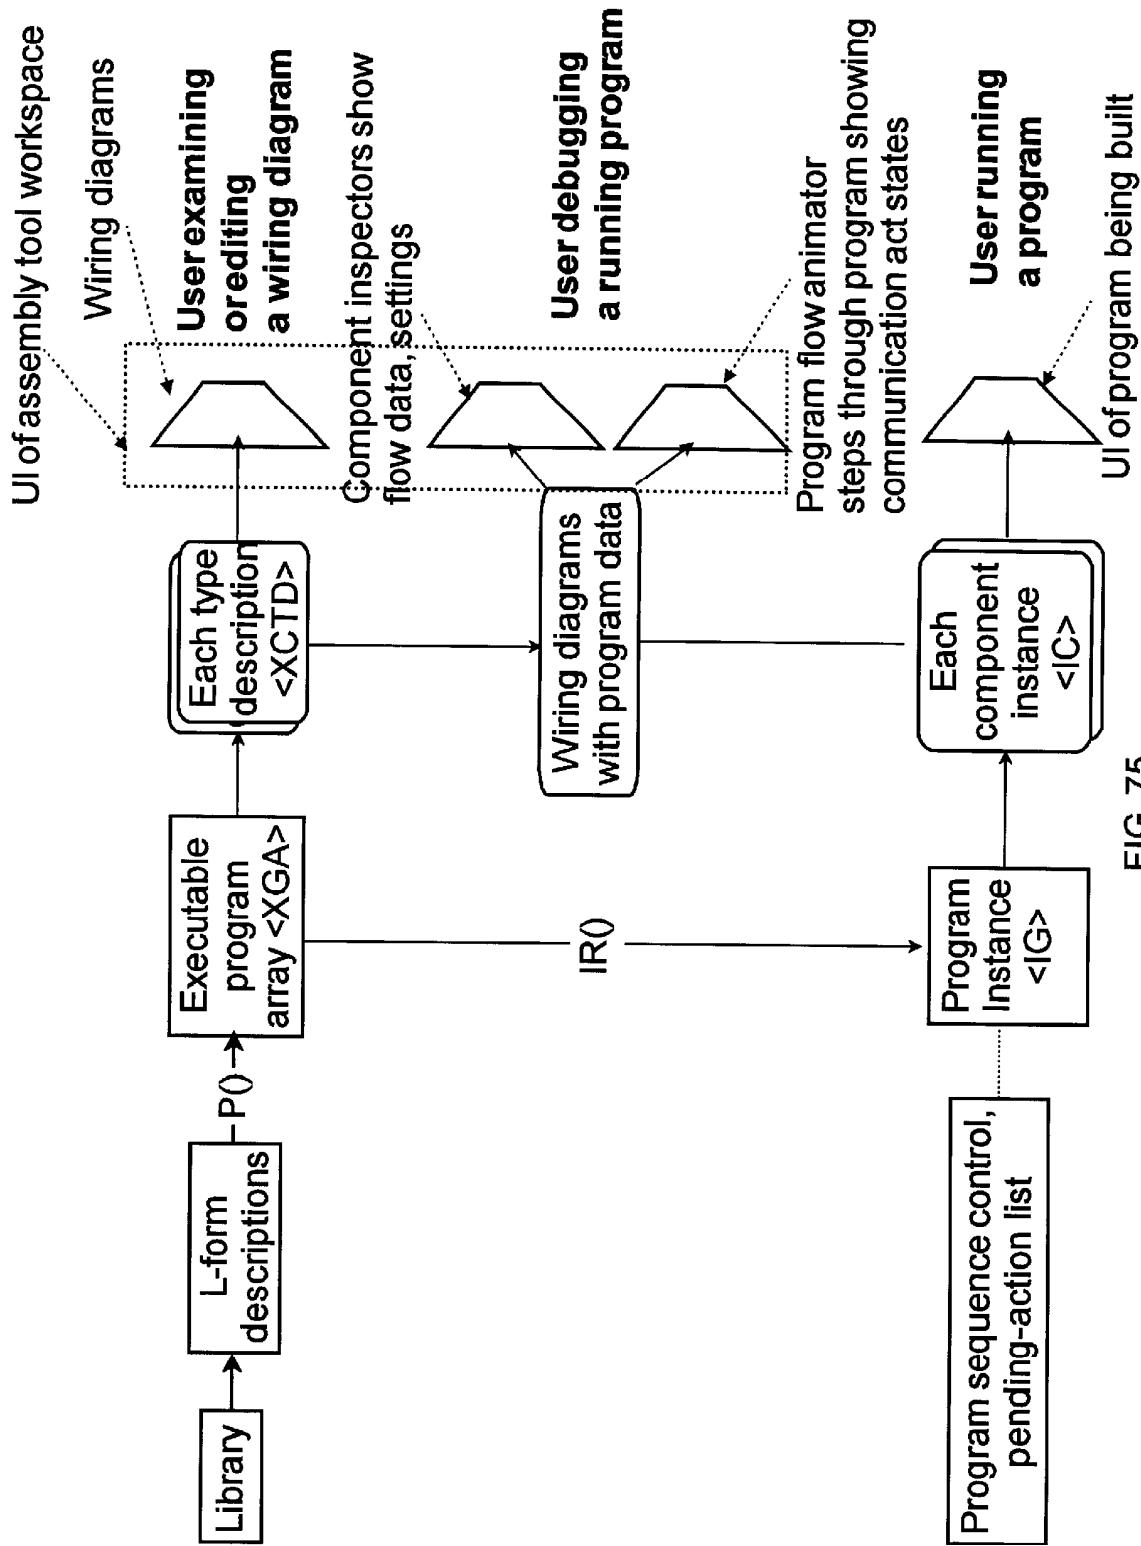 UI of assembly tool workspace
Wiring diagrams
User examining
or editing
a wiring diagram
Library
L-form
descriptions
P()
Executable
program
array <XGA>
Each type
description
<XCTD>
Component inspectors show
flow data, settings
IR()
Wiring diagrams
with program data
User debugging
a running program
Program flow animator
steps through program showing
communication act states
Program sequence control,
pending-action list
Program
Instance
<IG>
Each
component
instance
<IC>
User running
a program
UI of program being built
FIG. 75